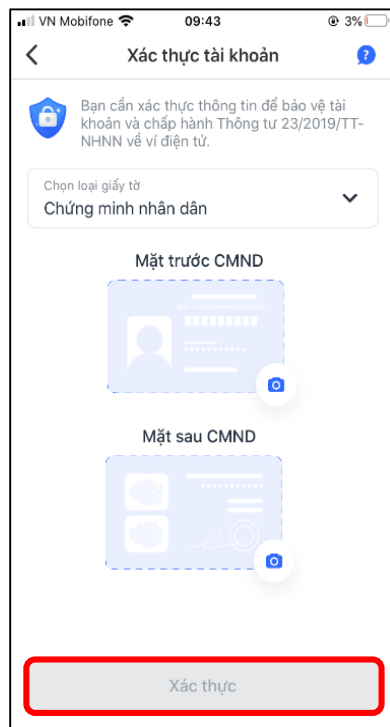 VN Mobifone 09:43 3%
Xác thực tài khoản ?
Bạn cần xác thực thông tin để bảo vệ tài
khoản và chấp hành Thông tư 23/2019/TT-
NHNN về ví điện tử.
Chọn loại giấy tờ
Chứng minh nhân dân
Mặt trước CMND
Mặt sau CMND
Xác thực